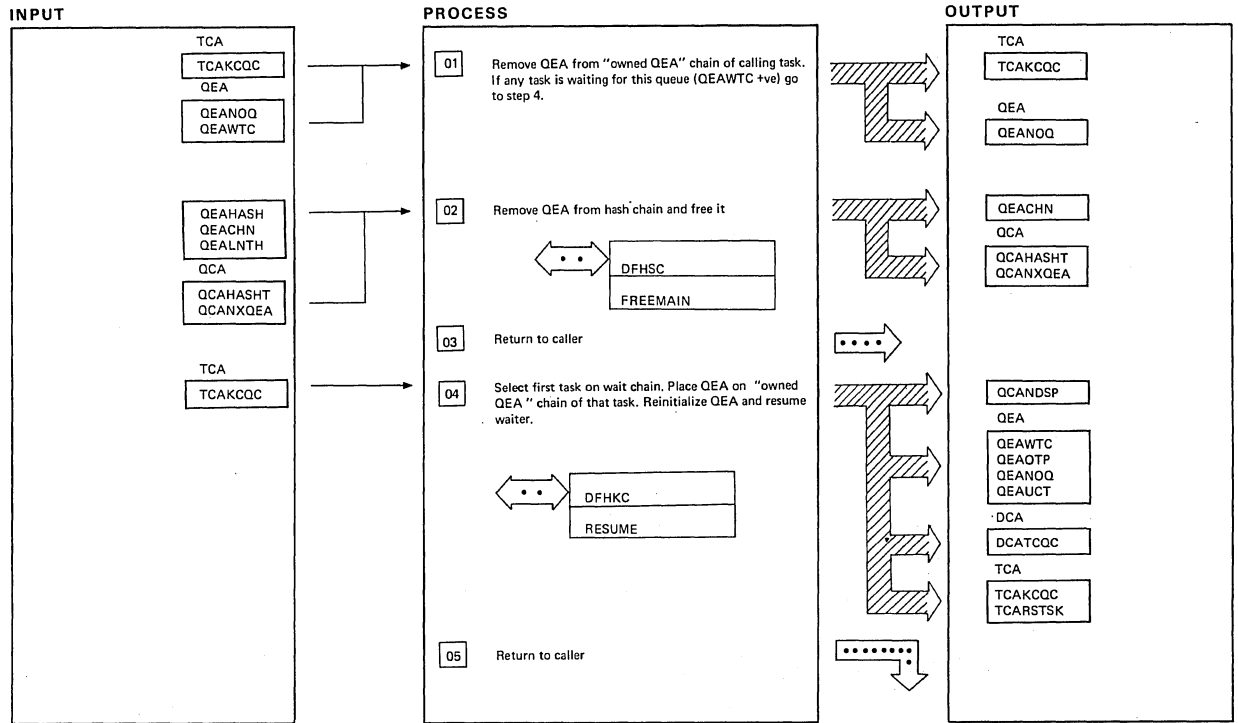 INPUT
PROCESS
OUTPUT
TCA
TCAKCQC
QEA
QEANOQ
QEAWTC
01
Remove QEA from "owned QEA" chain of calling task.
If any task is waiting for this queue (QEAWTC +ve) go
to step 4.
TCA
TCAKCQC
QEA
QEANOQ
QEAHASH
QEACHN
QEALNTH
QCA
QCAHASHT
QCANXQEA
02
Remove QEA from hash chain and free it
DFHSC
FREEMAIN
QEACHN
QCA
QCAHASHT
QCANXQEA
03
Return to caller
TCA
TCAKCQC
04
Select first task on wait chain. Place QEA on "owned
QEA " chain of that task. Reinitialize QEA and resume
waiter.
DFHKC
RESUME
QCANDSP
QEA
QEAWTC
QEAOTP
QEANOQ
QEAUCT
DCA
DCATCQC
TCA
TCAKCQC
TCARSTSK
05
Return to caller